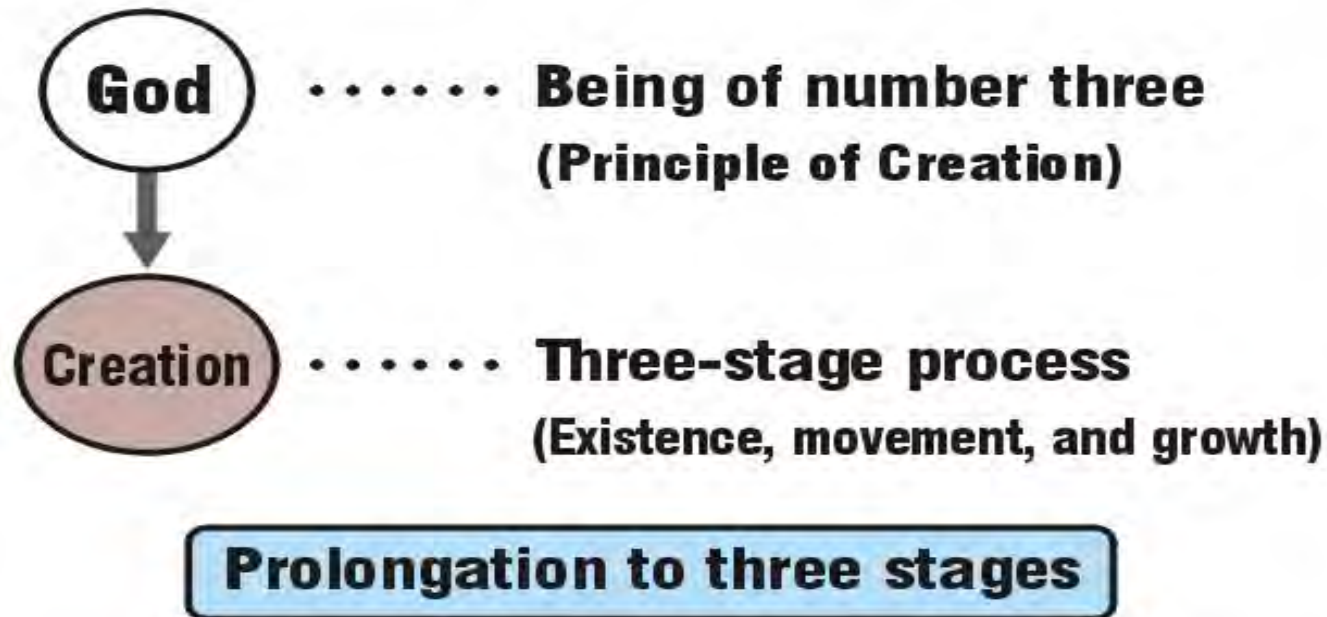 God ...... Being of number three
(Principle of Creation)
Creation ...... Three-stage process
(Existence, movement, and growth)
Prolongation to three stages